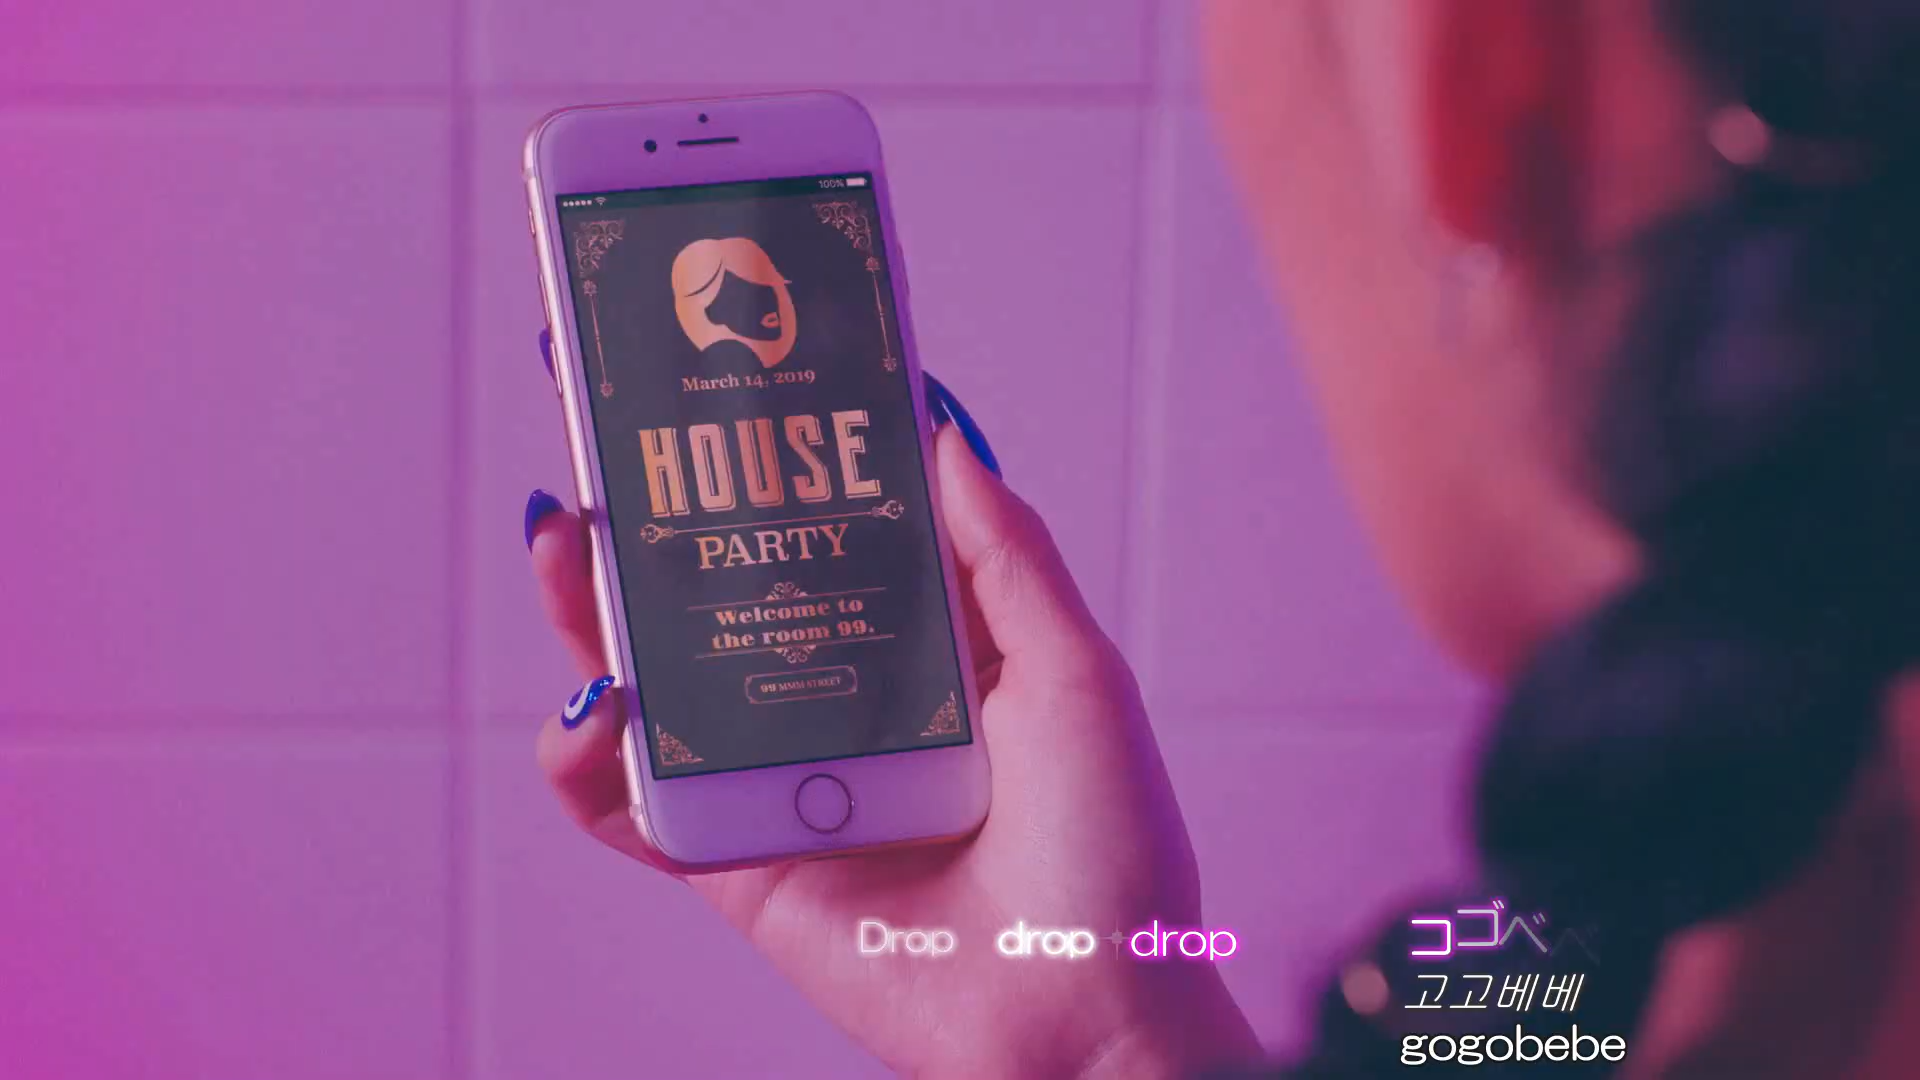 100%
March 14, 2019
HOUSE
PARTY
Welcome to
the room 99.
99 MMM STREET
Drop drop drop
コゴベベ
고고베베
gogobebe